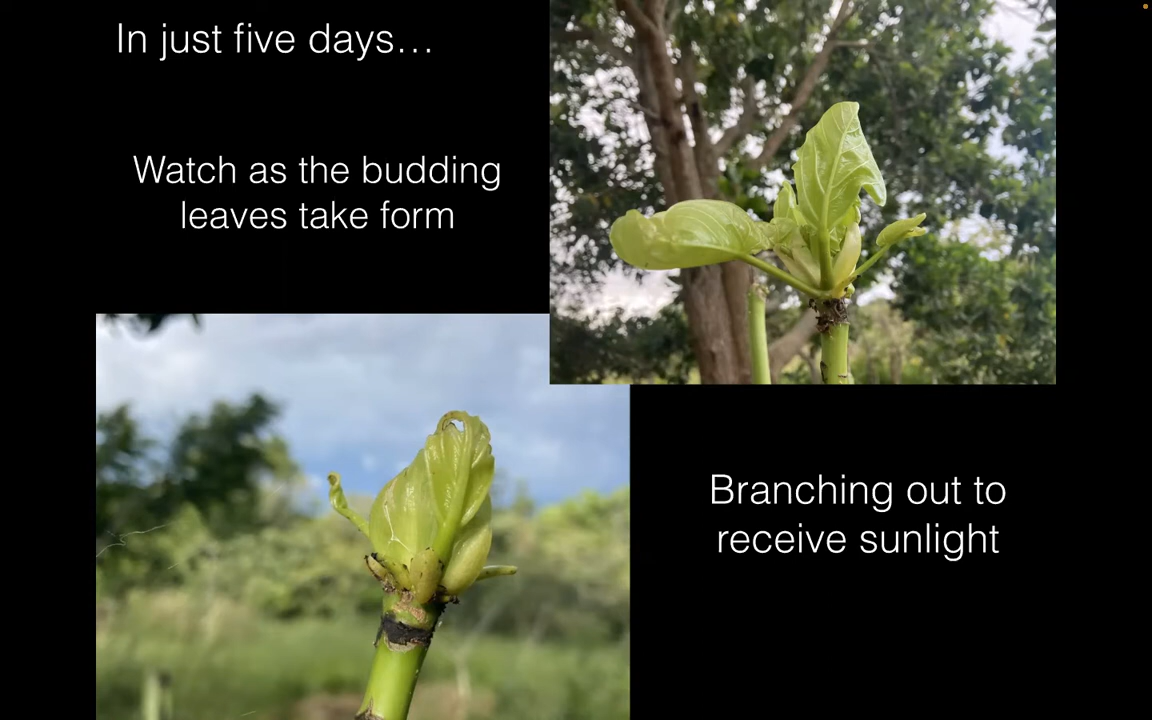 In just five days…
Watch as the budding
leaves take form
Branching out to
receive sunlight